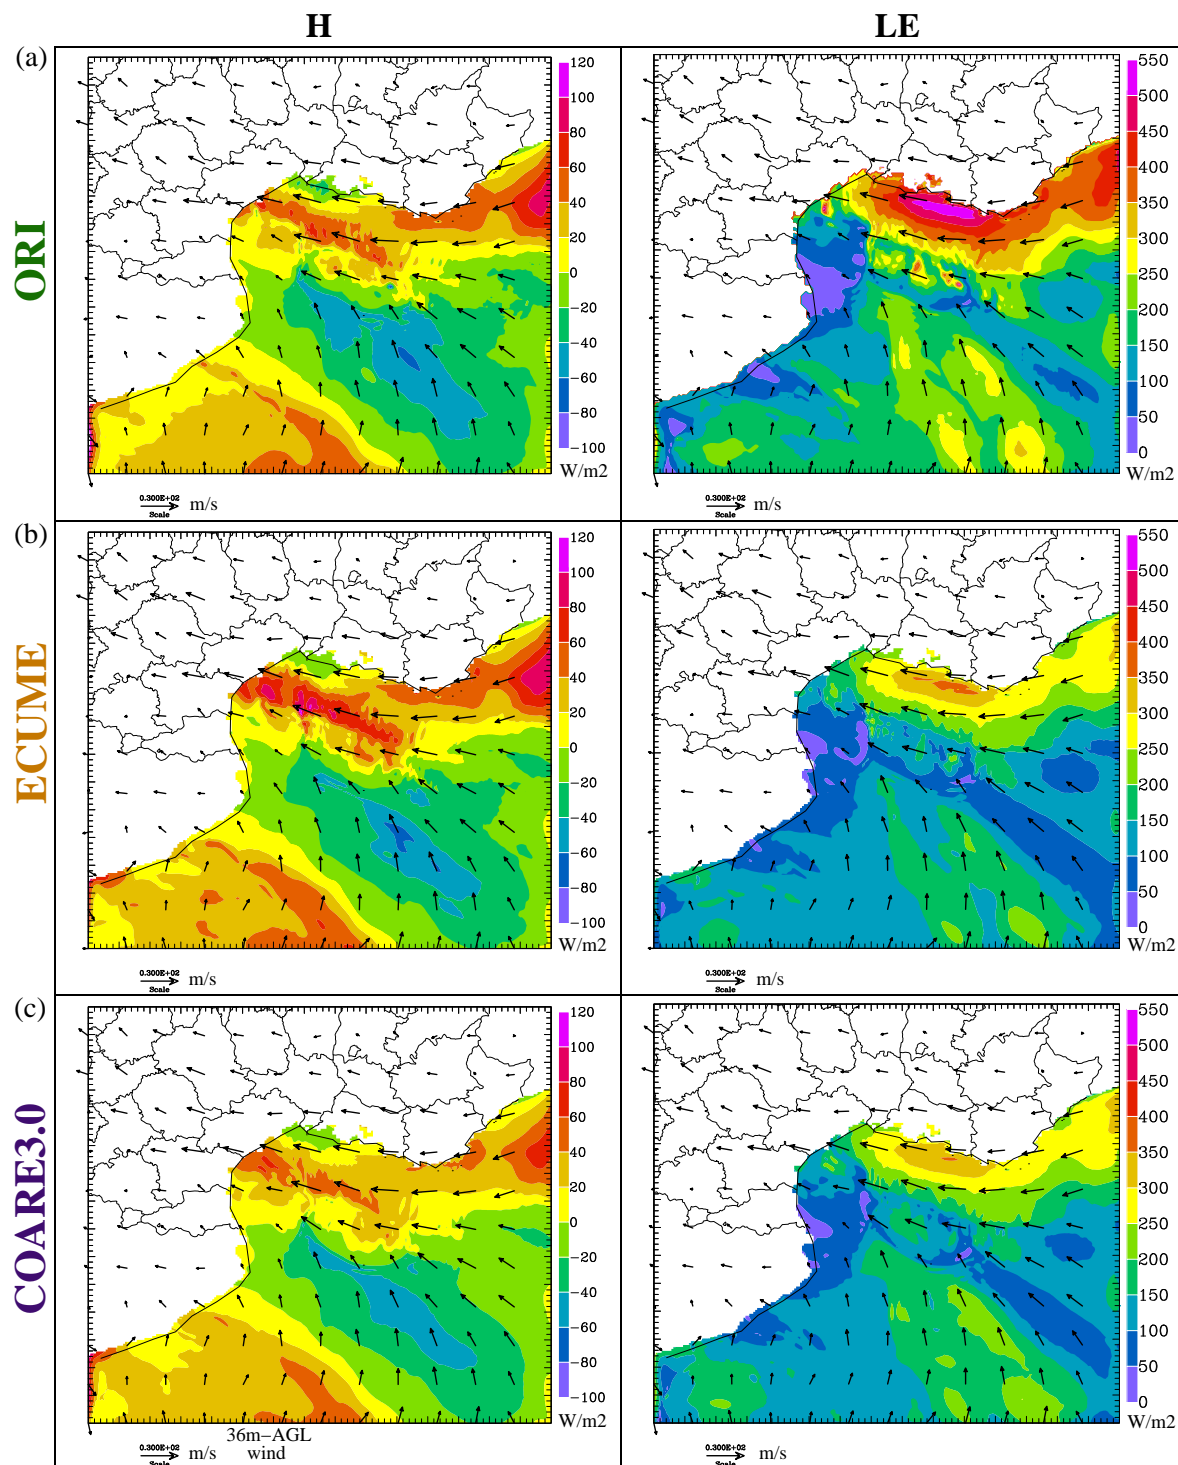 H
LE
(a)
ORI
120
100
80
60
40
20
0
−20
−40
−60
−80
−100
W/m2
0.300E+02
Scale
m/s
550
500
450
400
350
300
250
200
150
100
50
0
W/m2
0.300E+02
Scale
m/s
(b)
ECUME
120
100
80
60
40
20
0
−20
−40
−60
−80
−100
W/m2
0.300E+02
Scale
m/s
550
500
450
400
350
300
250
200
150
100
50
0
W/m2
0.300E+02
Scale
m/s
(c)
COARE3.0
120
100
80
60
40
20
0
−20
−40
−60
−80
−100
W/m2
0.300E+02
Scale
m/s
36m−AGL
wind
550
500
450
400
350
300
250
200
150
100
50
0
W/m2
0.300E+02
Scale
m/s